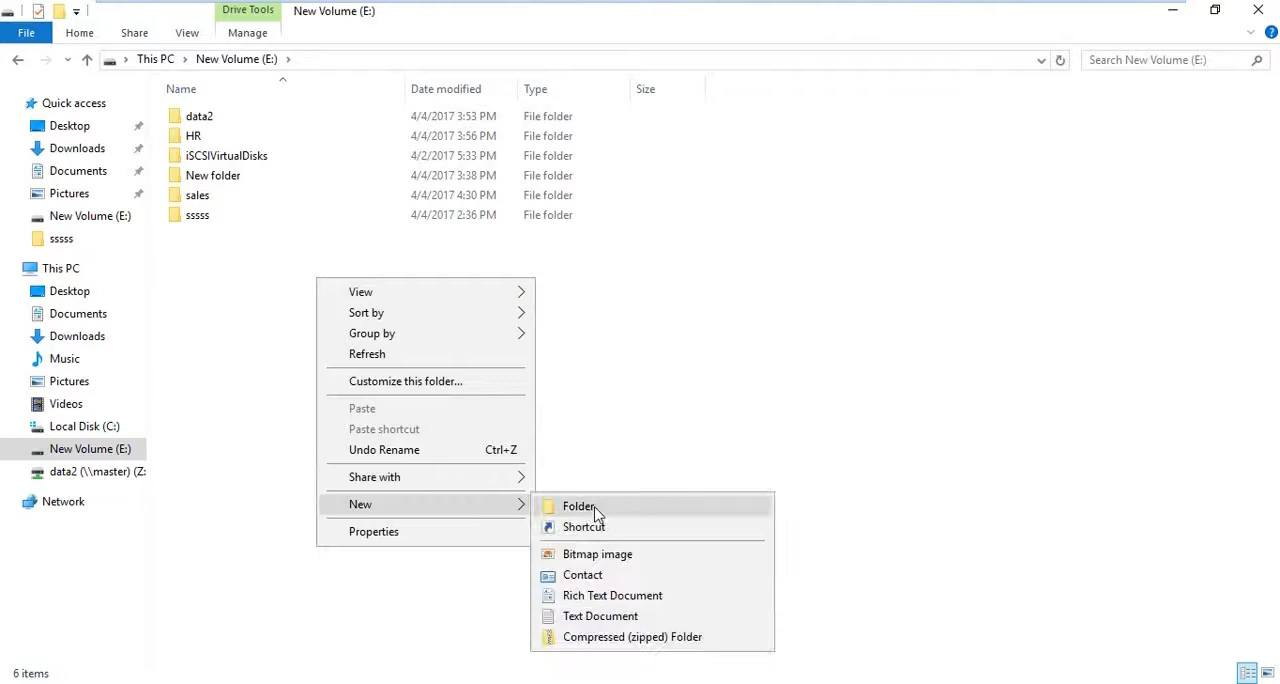 Drive Tools
New Volume (E:)
File
Home
Share
View
Manage
This PC
New Volume (E:)
Search New Volume (E:)
Name
Date modified
Type
Size
data2 4/4/2017 3:53 PM File folder
HR 4/4/2017 3:56 PM File folder
iSCSIVirtualDisks 4/2/2017 5:33 PM File folder
New folder 4/4/2017 3:38 PM File folder
sales 4/4/2017 4:30 PM File folder
sssss 4/4/2017 2:36 PM File folder
Quick access
Desktop
Downloads
Documents
Pictures
New Volume (E:)
sssss
This PC
Desktop
Documents
Downloads
Music
Pictures
Videos
Local Disk (C:)
New Volume (E:)
data2 (\\master) (Z:
Network
View
Sort by
Group by
Refresh
Customize this folder...
Paste
Paste shortcut
Undo Rename Ctrl+Z
Share with
New
Properties
Folder
Shortcut
Bitmap image
Contact
Rich Text Document
Text Document
Compressed (zipped) Folder
6 items